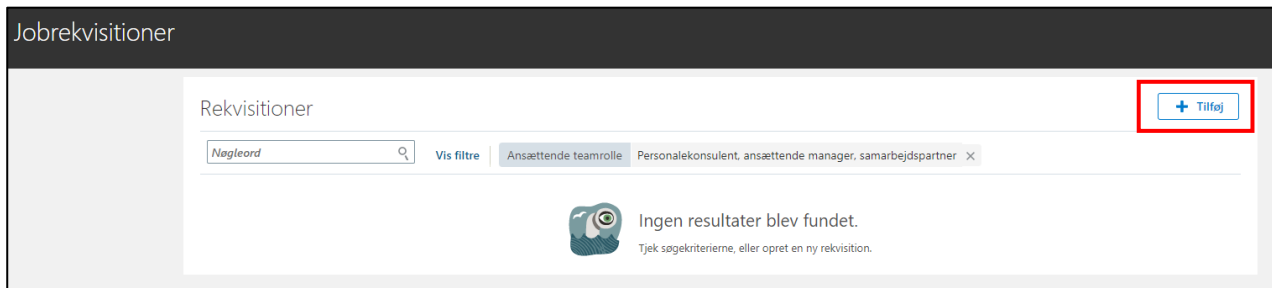 Jobrekvisitioner
Rekvisitioner
+ Tilføj
Nøgleord
Vis filtre
Ansættende teamrolle Personalekonsulent, ansættende manager, samarbejdspartner ×
Ingen resultater blev fundet.
Tjek søgekriterierne, eller opret en ny rekvisition.